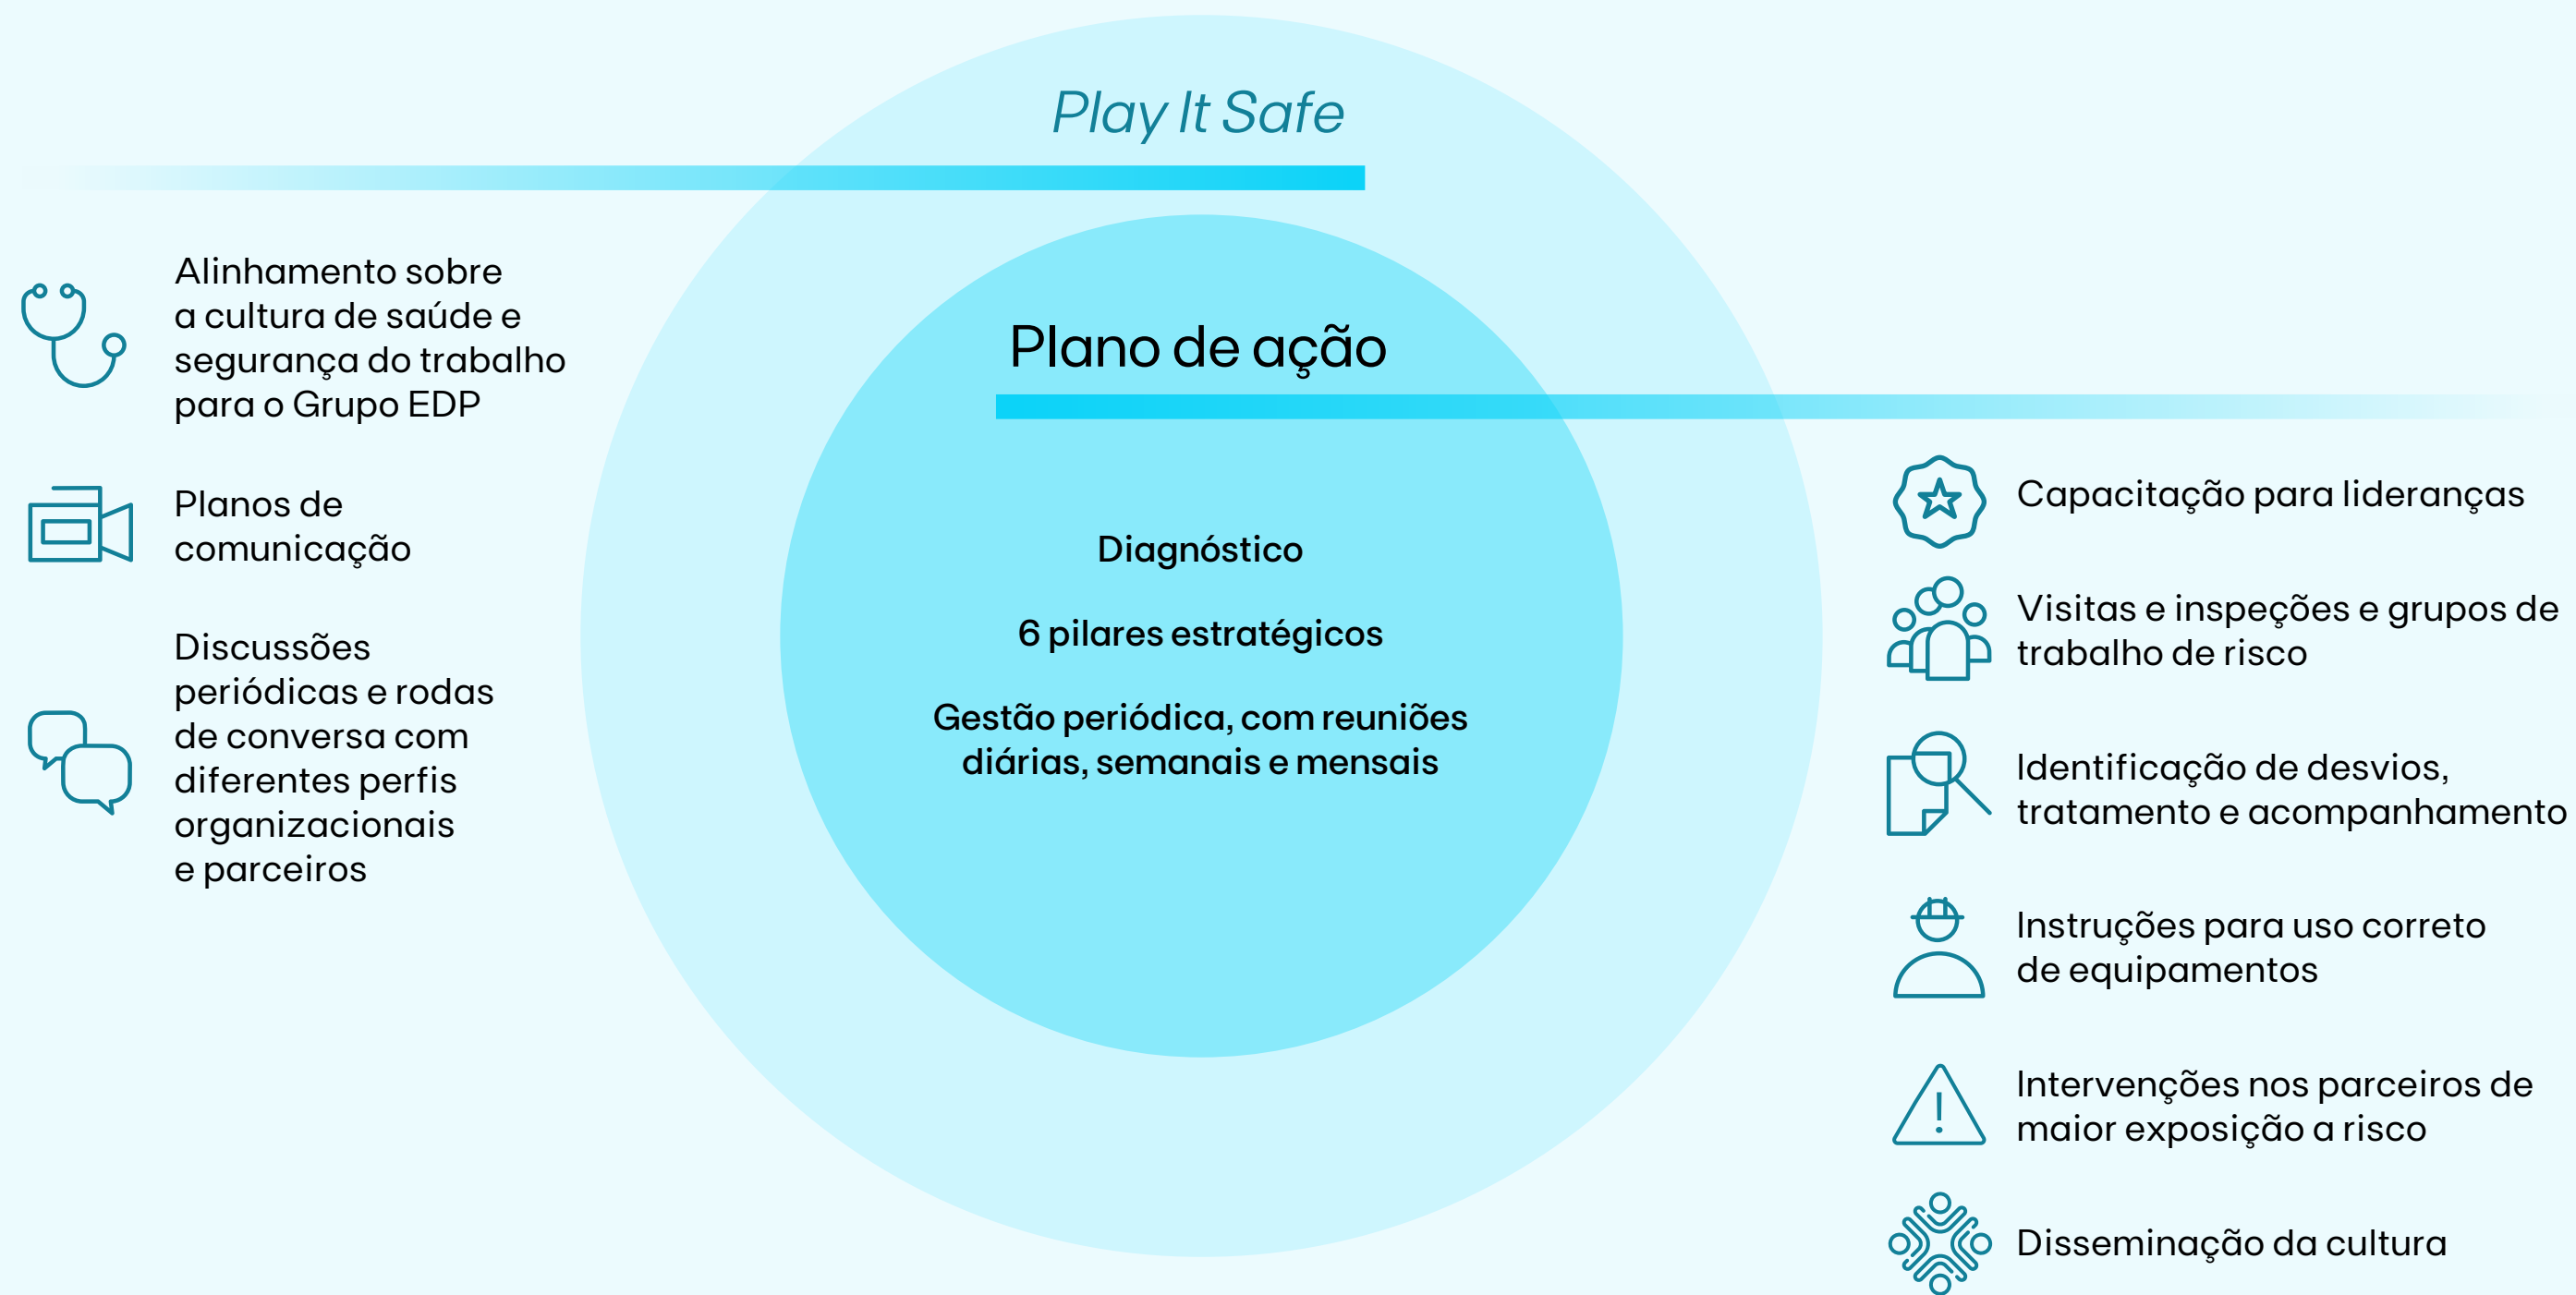 Play It Safe
Alinhamento sobre
a cultura de saúde e
segurança do trabalho
para o Grupo EDP
Planos de
comunicação
Discussões
periódicas e rodas
de conversa com
diferentes perfis
organizacionais
e parceiros
Plano de ação
Diagnóstico
6 pilares estratégicos
Gestão periódica, com reuniões
diárias, semanais e mensais
Capacitação para lideranças
Visitas e inspeções e grupos de
trabalho de risco
Identificação de desvios,
tratamento e acompanhamento
Instruções para uso correto
de equipamentos
Intervenções nos parceiros de
maior exposição a risco
Disseminação da cultura